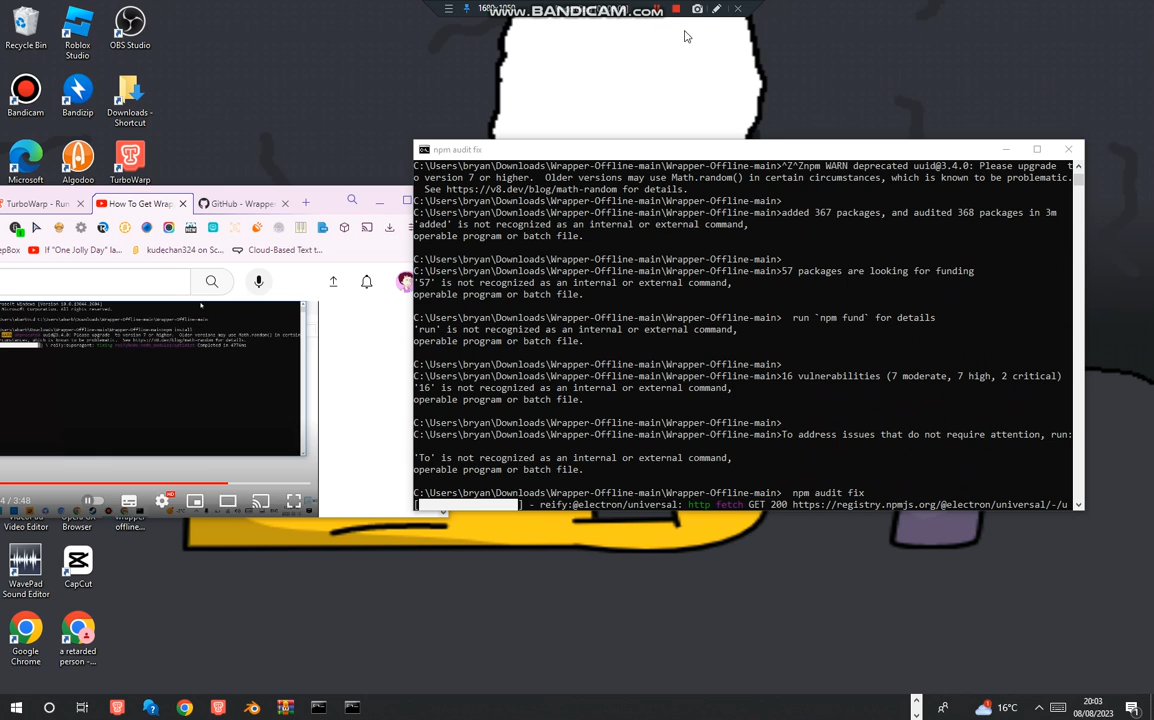 1680x1050
www.BANDICAM.com
Recycle Bin
Roblox
Studio
OBS Studio
Bandicam
Bandizip
Downloads -
Shortcut
Microsoft
Algodoo
TurboWarp
npm audit fix
C:\Users\bryan\Downloads\Wrapper-Offline-main\Wrapper-Offline-main>^Z^Znpm WARN deprecated uuid@3.4.0: Please upgrade  t
o version 7 or higher.  Older versions may use Math.random() in certain circumstances, which is known to be problematic.
  See https://v8.dev/blog/math-random for details.
C:\Users\bryan\Downloads\Wrapper-Offline-main\Wrapper-Offline-main>
C:\Users\bryan\Downloads\Wrapper-Offline-main\Wrapper-Offline-main>added 367 packages, and audited 368 packages in 3m
'added' is not recognized as an internal or external command,
operable program or batch file.
C:\Users\bryan\Downloads\Wrapper-Offline-main\Wrapper-Offline-main>
C:\Users\bryan\Downloads\Wrapper-Offline-main\Wrapper-Offline-main>57 packages are looking for funding
'57' is not recognized as an internal or external command,
operable program or batch file.
C:\Users\bryan\Downloads\Wrapper-Offline-main\Wrapper-Offline-main>  run `npm fund` for details
'run' is not recognized as an internal or external command,
operable program or batch file.
C:\Users\bryan\Downloads\Wrapper-Offline-main\Wrapper-Offline-main>
C:\Users\bryan\Downloads\Wrapper-Offline-main\Wrapper-Offline-main>16 vulnerabilities (7 moderate, 7 high, 2 critical)
'16' is not recognized as an internal or external command,
operable program or batch file.
C:\Users\bryan\Downloads\Wrapper-Offline-main\Wrapper-Offline-main>
C:\Users\bryan\Downloads\Wrapper-Offline-main\Wrapper-Offline-main>To address issues that do not require attention, run:
'To' is not recognized as an internal or external command,
operable program or batch file.
C:\Users\bryan\Downloads\Wrapper-Offline-main\Wrapper-Offline-main>  npm audit fix
[ ] - reify:@electron/universal: http fetch GET 200 https://registry.npmjs.org/@electron/universal/-/u
TurboWarp - Run
How To Get Wrap
GitHub - Wrappe
epBox
If "One Jolly Day" la...
kudechan324 on Sc...
Cloud-Based Text t...
4 / 3:48
HD
Video Editor
Browser
wrapper
offline...
WavePad
Sound Editor
CapCut
Google
Chrome
a retarded
person -...
16°C
20:03
08/08/2023
1